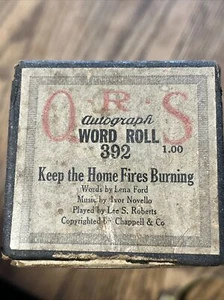 QRS
Autograph
WORD ROLL
392 1.00
Keep the Home Fires Burning
Words by Lena Ford
Music by Ivor Novello
Played by Lee S. Roberts
Copyrighted by Chappell & Co